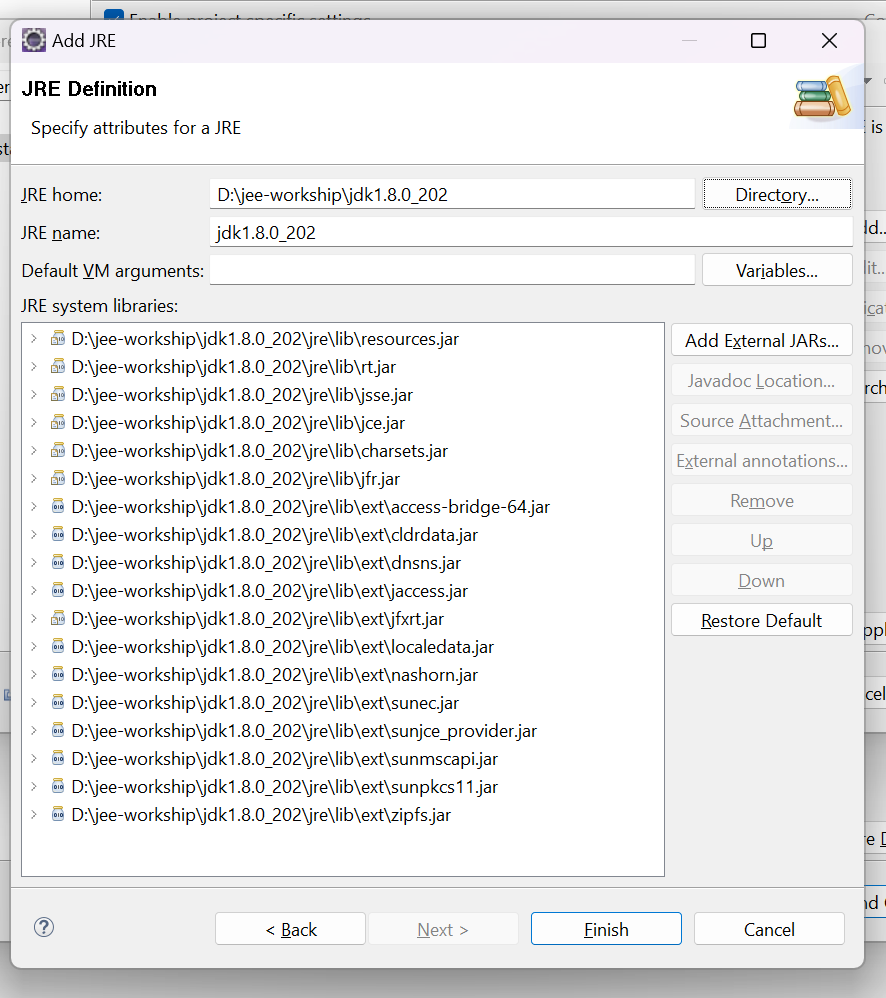 Enable project specific settings
Add JRE
JRE Definition
Specify attributes for a JRE
is
JRE home:
D:\jee-workship\jdk1.8.0_202
Directory...
JRE name:
jdk1.8.0_202
Default VM arguments:
Variables...
JRE system libraries:
D:\jee-workship\jdk1.8.0_202\jre\lib\resources.jar
D:\jee-workship\jdk1.8.0_202\jre\lib\rt.jar
D:\jee-workship\jdk1.8.0_202\jre\lib\jsse.jar
D:\jee-workship\jdk1.8.0_202\jre\lib\jce.jar
D:\jee-workship\jdk1.8.0_202\jre\lib\charsets.jar
D:\jee-workship\jdk1.8.0_202\jre\lib\jfr.jar
D:\jee-workship\jdk1.8.0_202\jre\lib\ext\access-bridge-64.jar
D:\jee-workship\jdk1.8.0_202\jre\lib\ext\cldrdata.jar
D:\jee-workship\jdk1.8.0_202\jre\lib\ext\dnsns.jar
D:\jee-workship\jdk1.8.0_202\jre\lib\ext\jaccess.jar
D:\jee-workship\jdk1.8.0_202\jre\lib\ext\jfxrt.jar
D:\jee-workship\jdk1.8.0_202\jre\lib\ext\localedata.jar
D:\jee-workship\jdk1.8.0_202\jre\lib\ext\nashorn.jar
D:\jee-workship\jdk1.8.0_202\jre\lib\ext\sunec.jar
D:\jee-workship\jdk1.8.0_202\jre\lib\ext\sunjce_provider.jar
D:\jee-workship\jdk1.8.0_202\jre\lib\ext\sunmscapi.jar
D:\jee-workship\jdk1.8.0_202\jre\lib\ext\sunpkcs11.jar
D:\jee-workship\jdk1.8.0_202\jre\lib\ext\zipfs.jar
Add External JARs...
Javadoc Location...
Source Attachment...
External annotations...
Remove
Up
Down
Restore Default
< Back
Next >
Finish
Cancel